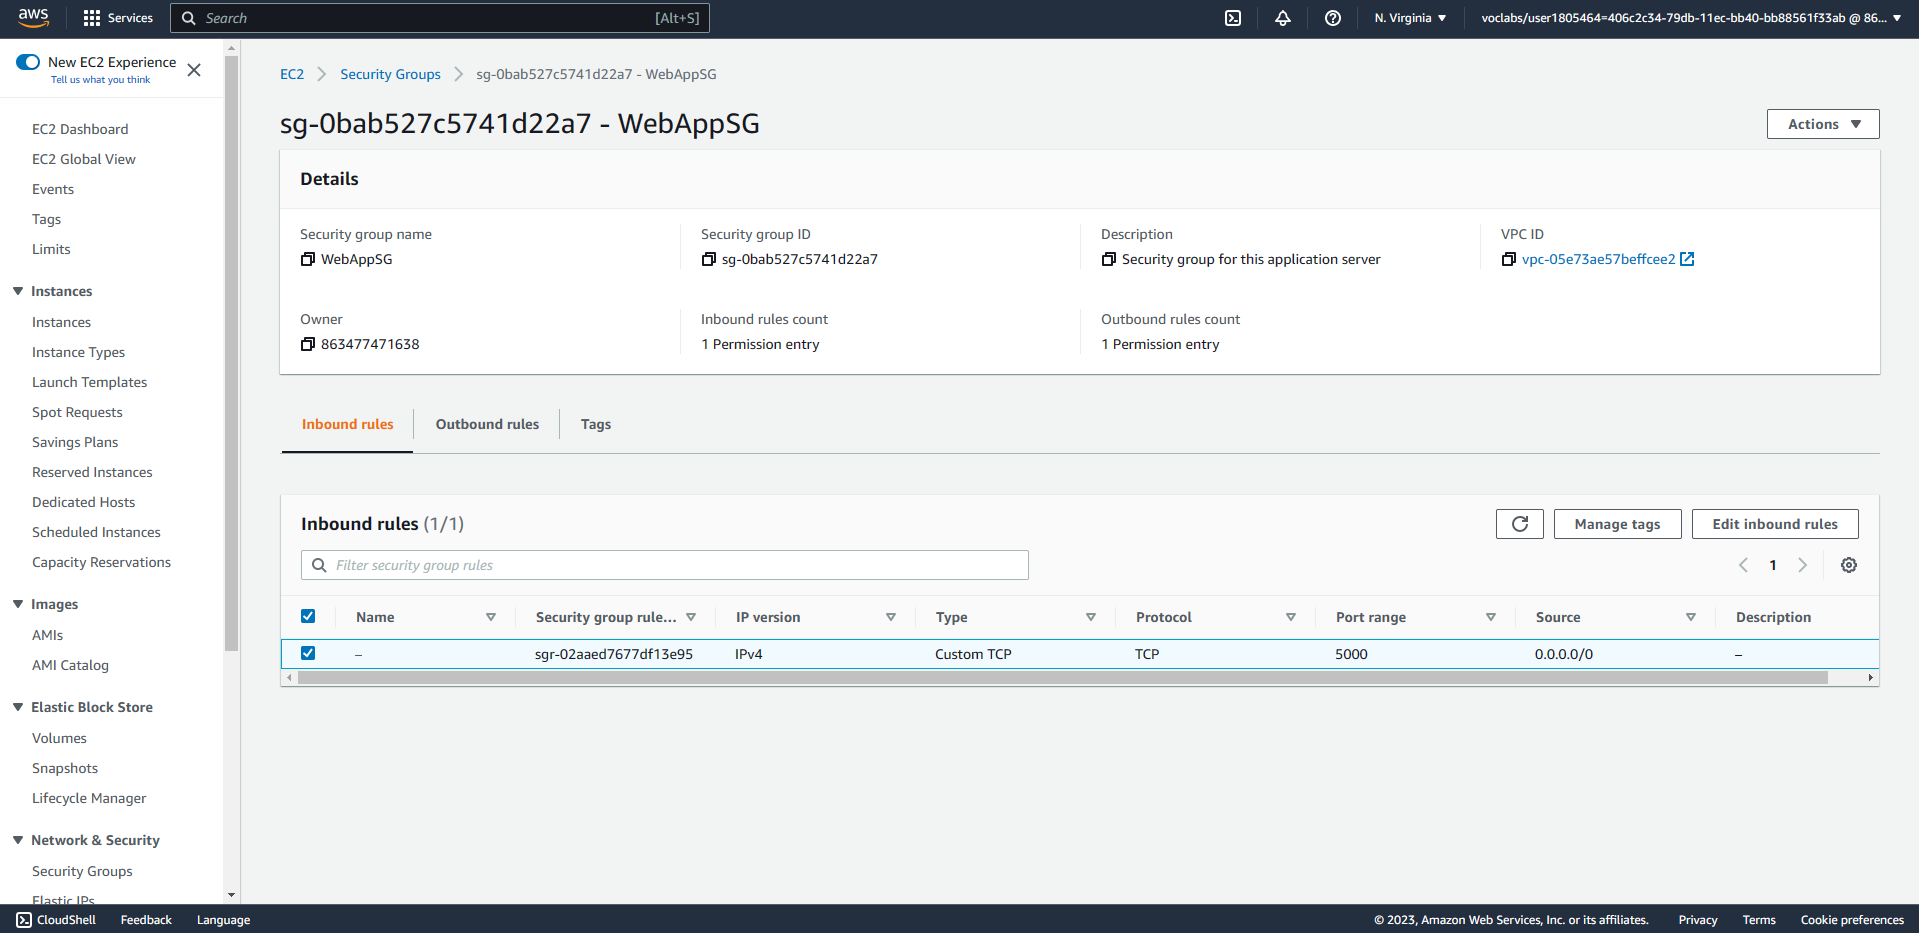 aws Services Search [Alt+S] N. Virginia voclabs/user1805464=406c2c34-79db-11ec-bb40-bb88561f33ab @ 86...
New EC2 Experience
Tell us what you think
EC2 Dashboard
EC2 Global View
Events
Tags
Limits
Instances
Instances
Instance Types
Launch Templates
Spot Requests
Savings Plans
Reserved Instances
Dedicated Hosts
Scheduled Instances
Capacity Reservations
Images
AMIs
AMI Catalog
Elastic Block Store
Volumes
Snapshots
Lifecycle Manager
Network & Security
Security Groups
Elastic IPs
EC2 Security Groups sg-0bab527c5741d22a7 - WebAppSG
sg-0bab527c5741d22a7 - WebAppSG
Actions
Details
Security group name
WebAppSG
Security group ID
sg-0bab527c5741d22a7
Description
Security group for this application server
VPC ID
vpc-05e73ae57beffcee2
Owner
863477471638
Inbound rules count
1 Permission entry
Outbound rules count
1 Permission entry
Inbound rules Outbound rules Tags
Inbound rules (1/1)
Manage tags Edit inbound rules
Filter security group rules
1
Name Security group rule... IP version Type Protocol Port range Source Description
– sgr-02aaed7677df13e95 IPv4 Custom TCP TCP 5000 0.0.0.0/0 –
CloudShell Feedback Language © 2023, Amazon Web Services, Inc. or its affiliates. Privacy Terms Cookie preferences